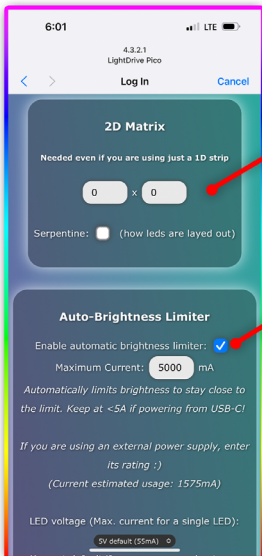 6:01 LTE
4.3.2.1
LightDrive Pico
Log In Cancel
2D Matrix
Needed even if you are using just a 1D strip
0 x 0
Serpentine: (how leds are layed out)
Auto-Brightness Limiter
Enable automatic brightness limiter:
Maximum Current: 5000 mA
Automatically limits brightness to stay close to
the limit. Keep at <5A if powering from USB-C!
If you are using an external power supply, enter
its rating :)
(Current estimated usage: 1575mA)
LED voltage (Max. current for a single LED):
5V default (55mA)